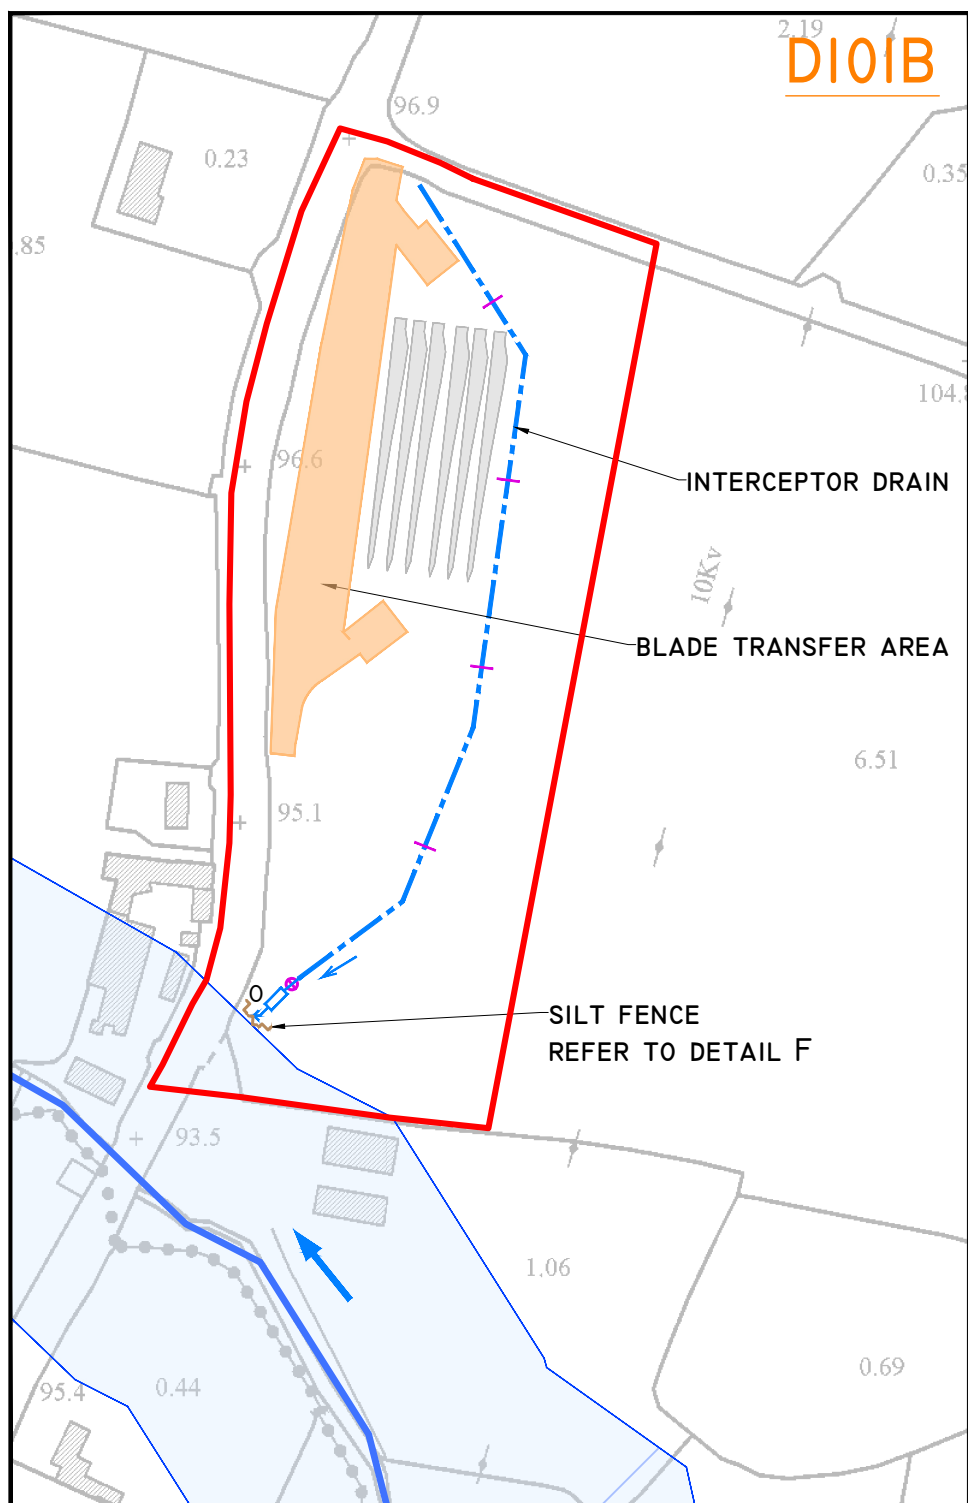 2.19
D101B
96.9
0.23
0.35
.85
104.8
96.6
INTERCEPTOR DRAIN
10Kv
BLADE TRANSFER AREA
6.51
95.1
O
SILT FENCE
REFER TO DETAIL F
93.5
1.06
0.69
95.4
0.44